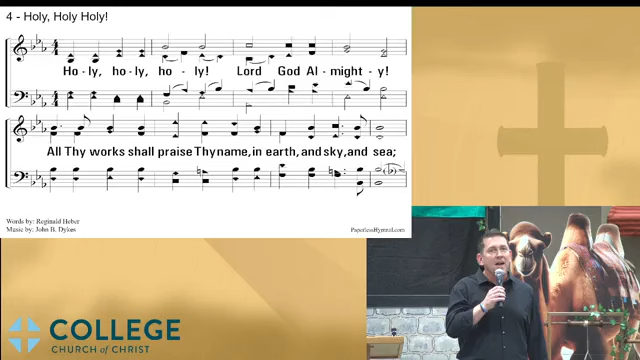 4 - Holy, Holy Holy!
Ho - ly, ho - ly, ho - ly! Lord God Al - might - y!
All Thy works shall praise Thy name, in earth, and sky, and sea;
Words by: Reginald Heber
Music by: John B. Dykes
PaperlessHymnal.com
COLLEGE
CHURCH of CHRIST